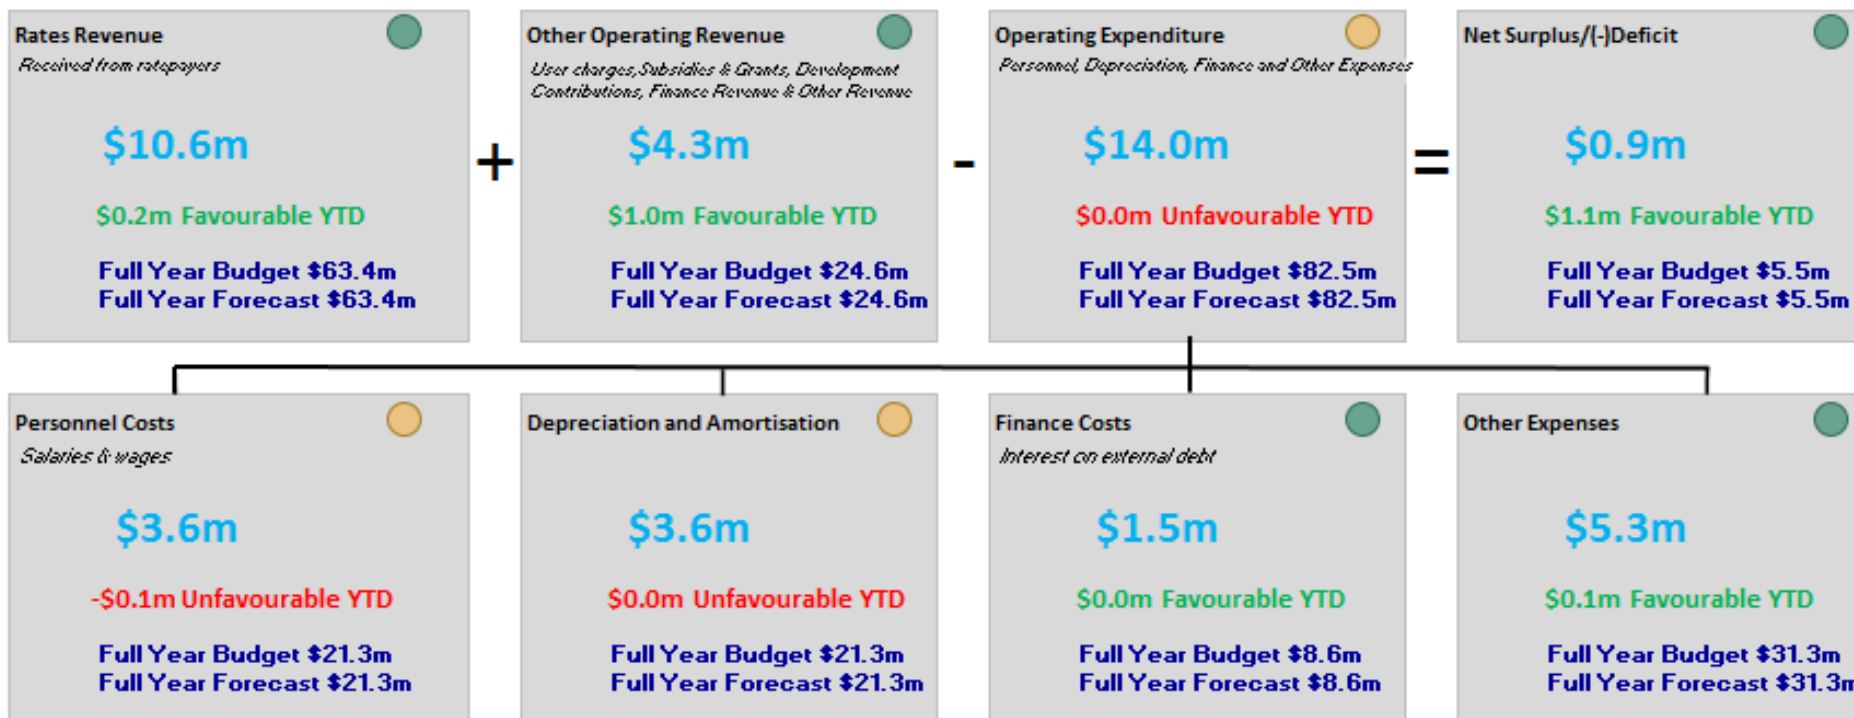 Rates Revenue
Received from ratepayers
$10.6m
$0.2m Favourable YTD
Full Year Budget $63.4m
Full Year Forecast $63.4m
+
Other Operating Revenue
User charges,Subsidies & Grants, Development
Contributions, Finance Revenue & Other Revenue
$4.3m
$1.0m Favourable YTD
Full Year Budget $24.6m
Full Year Forecast $24.6m
-
Operating Expenditure
Personnel, Depreciation, Finance and Other Expenses
$14.0m
$0.0m Unfavourable YTD
Full Year Budget $82.5m
Full Year Forecast $82.5m
=
Net Surplus/(-)Deficit
$0.9m
$1.1m Favourable YTD
Full Year Budget $5.5m
Full Year Forecast $5.5m
Personnel Costs
Salaries & wages
$3.6m
-$0.1m Unfavourable YTD
Full Year Budget $21.3m
Full Year Forecast $21.3m
Depreciation and Amortisation
$3.6m
$0.0m Unfavourable YTD
Full Year Budget $21.3m
Full Year Forecast $21.3m
Finance Costs
Interest on external debt
$1.5m
$0.0m Favourable YTD
Full Year Budget $8.6m
Full Year Forecast $8.6m
Other Expenses
$5.3m
$0.1m Favourable YTD
Full Year Budget $31.3m
Full Year Forecast $31.3m